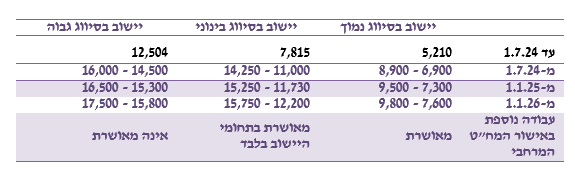 יישוב בסיווג נמוך יישוב בסיווג בינוני יישוב בסיווג גבוה
עד 1.7.24 5,210 7,815 12,504
מ-1.7.24 6,900 - 8,900 11,000 - 14,250 14,500 - 16,000
מ-1.1.25 7,300 - 9,500 11,730 - 15,250 15,300 - 16,500
מ-1.1.26 7,600 - 9,800 12,200 - 15,750 15,800 - 17,500
עבודה נוספת
באישור המח״ט
המרחבי
מאושרת
מאושרת בתחומי
היישוב בלבד
אינה מאושרת